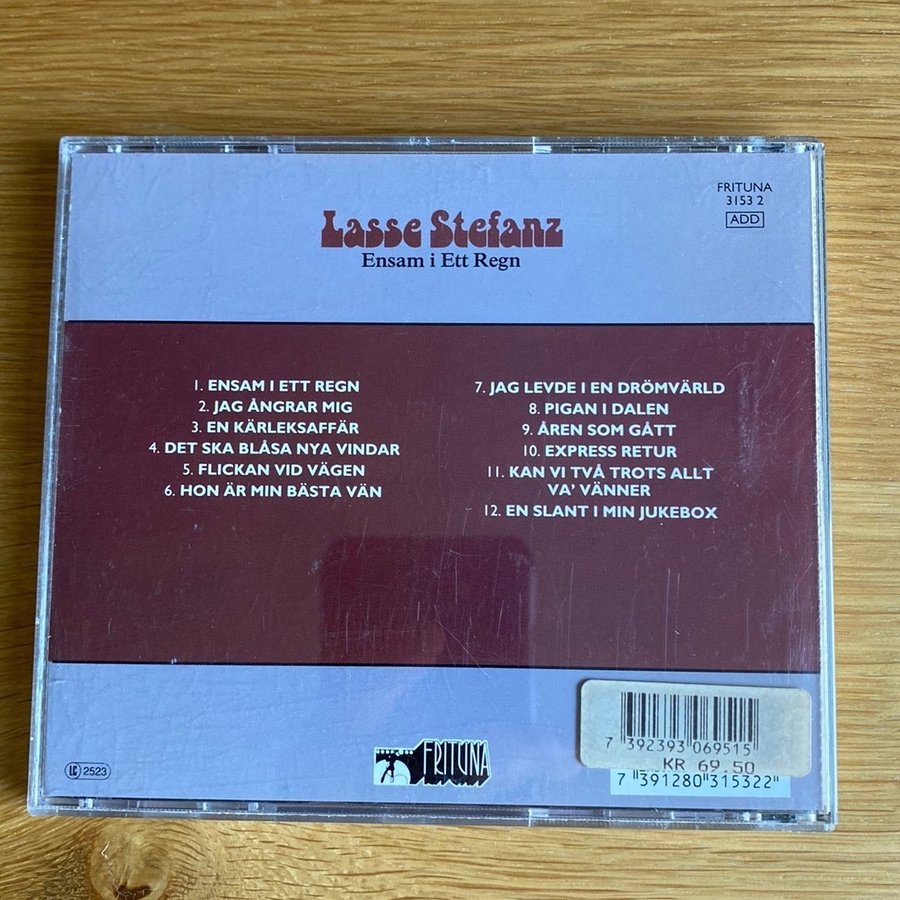 FRITUNA
3153 2
ADD
Lasse Stefanz
Ensam i Ett Regn
1. ENSAM I ETT REGN
2. JAG ÅNGRAR MIG
3. EN KÄRLEKSAFFÄR
4. DET SKA BLÅSA NYA VINDAR
5. FLICKAN VID VÄGEN
6. HON ÄR MIN BÄSTA VÄN
7. JAG LEVDE I EN DRÖMVÄRLD
8. PIGAN I DALEN
9. ÅREN SOM GÅTT
10. EXPRESS RETUR
11. KAN VI TVÅ TROTS ALLT
VA' VÄNNER
12. EN SLANT I MIN JUKEBOX
LC 2523
FRITUNA
7 392393 069515
KR 69.50
7 391280 315322